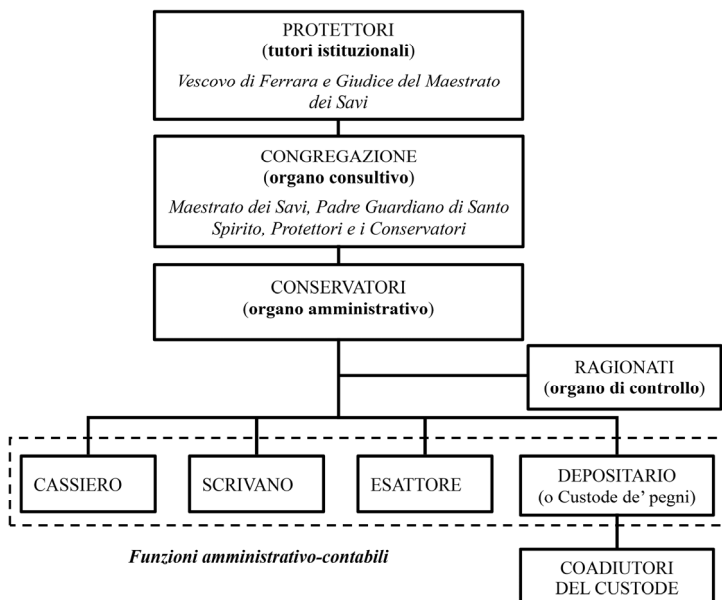 PROTETTORI
(tutori istituzionali)
Vescovo di Ferrara e Giudice del Maestrato
dei Savi
CONGREGAZIONE
(organo consultivo)
Maestrato dei Savi, Padre Guardiano di Santo
Spirito, Protettori e i Conservatori
CONSERVATORI
(organo amministrativo)
RAGIONATI
(organo di controllo)
CASSIERO
SCRIVANO
ESATTORE
DEPOSITARIO
(o Custode de’ pegni)
Funzioni amministrativo-contabili
COADIUTORI
DEL CUSTODE